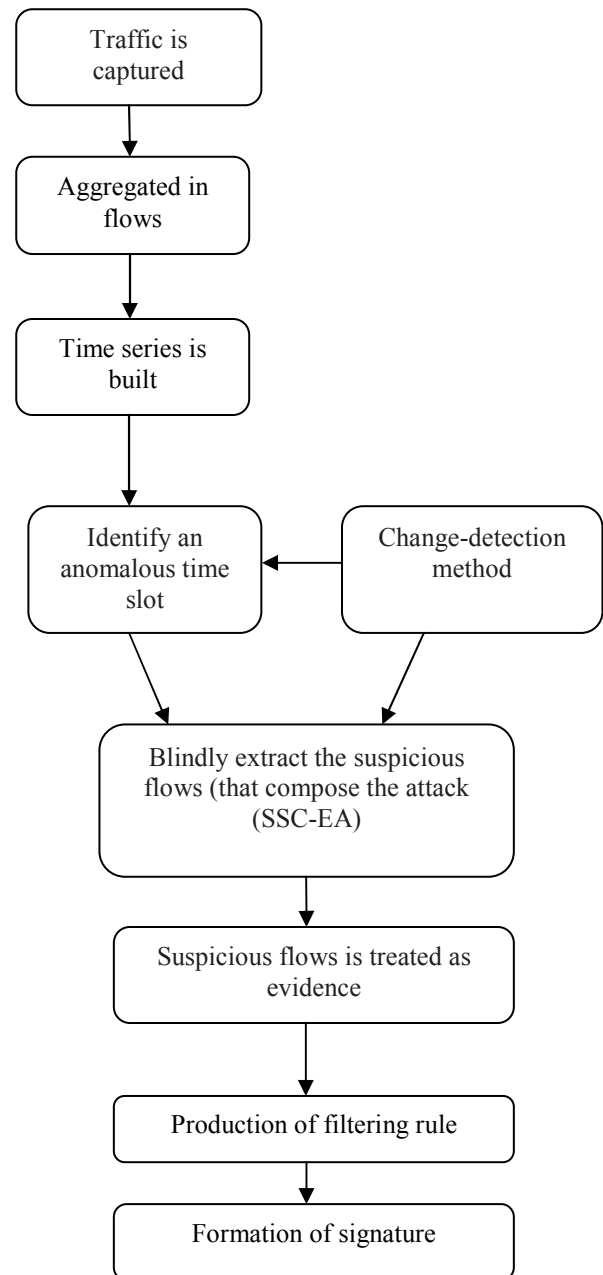 Traffic is
captured
Aggregated in
flows
Time series is
built
Identify an
anomalous time
slot
Change-detection
method
Blindly extract the suspicious
flows (that compose the attack
(SSC-EA)
Suspicious flows is treated as
evidence
Production of filtering rule
Formation of signature